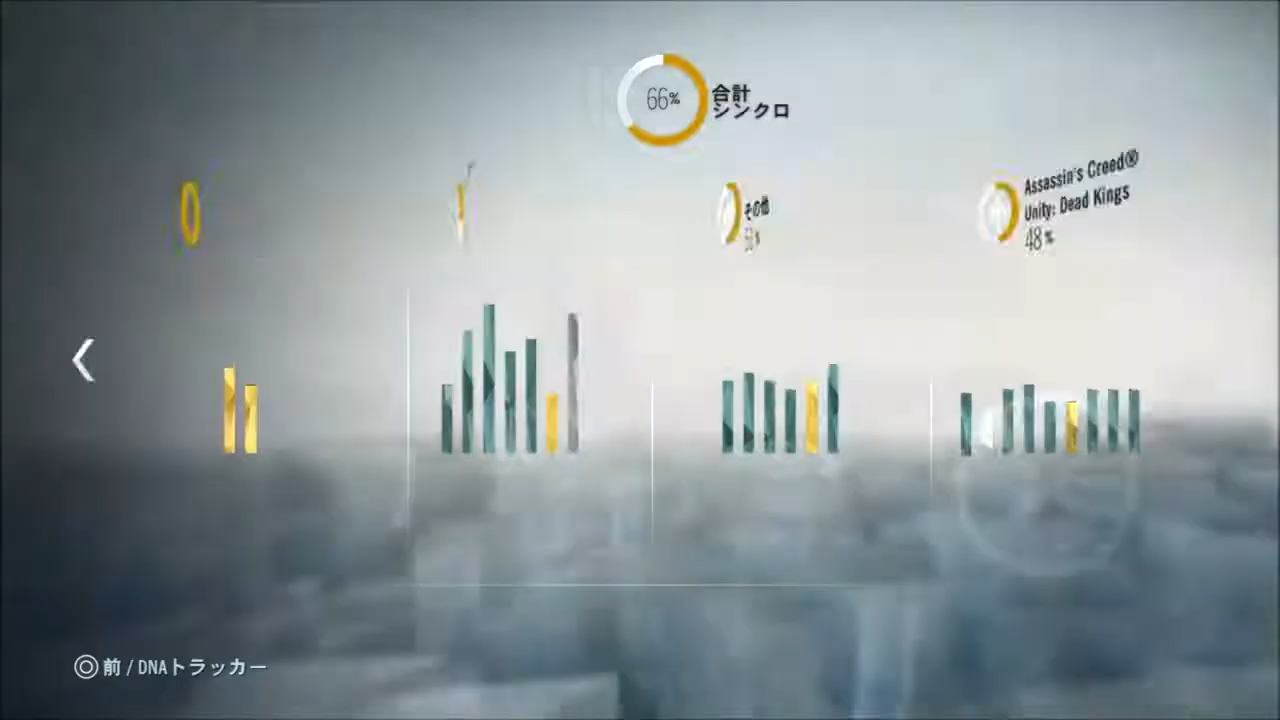 66%
合計
シンクロ
その他
Assassin's Creed®
Unity: Dead Kings
48%
前 / DNAトラッカー